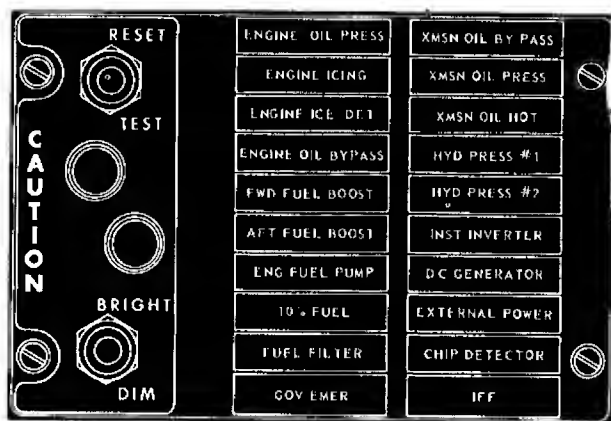 RESET
TEST
CAUTION
BRIGHT
DIM
ENGINE OIL PRESS
ENGINE ICING
ENGINE ICE DET
ENGINE OIL BYPASS
FWD FUEL BOOST
AFT FUEL BOOST
ENG FUEL PUMP
10% FUEL
FUEL FILTER
GOV EMER
XMSN OIL BY PASS
XMSN OIL PRESS
XMSN OIL HOT
HYD PRESS #1
HYD PRESS #2
INST INVERTER
DC GENERATOR
EXTERNAL POWER
CHIP DETECTOR
IFF